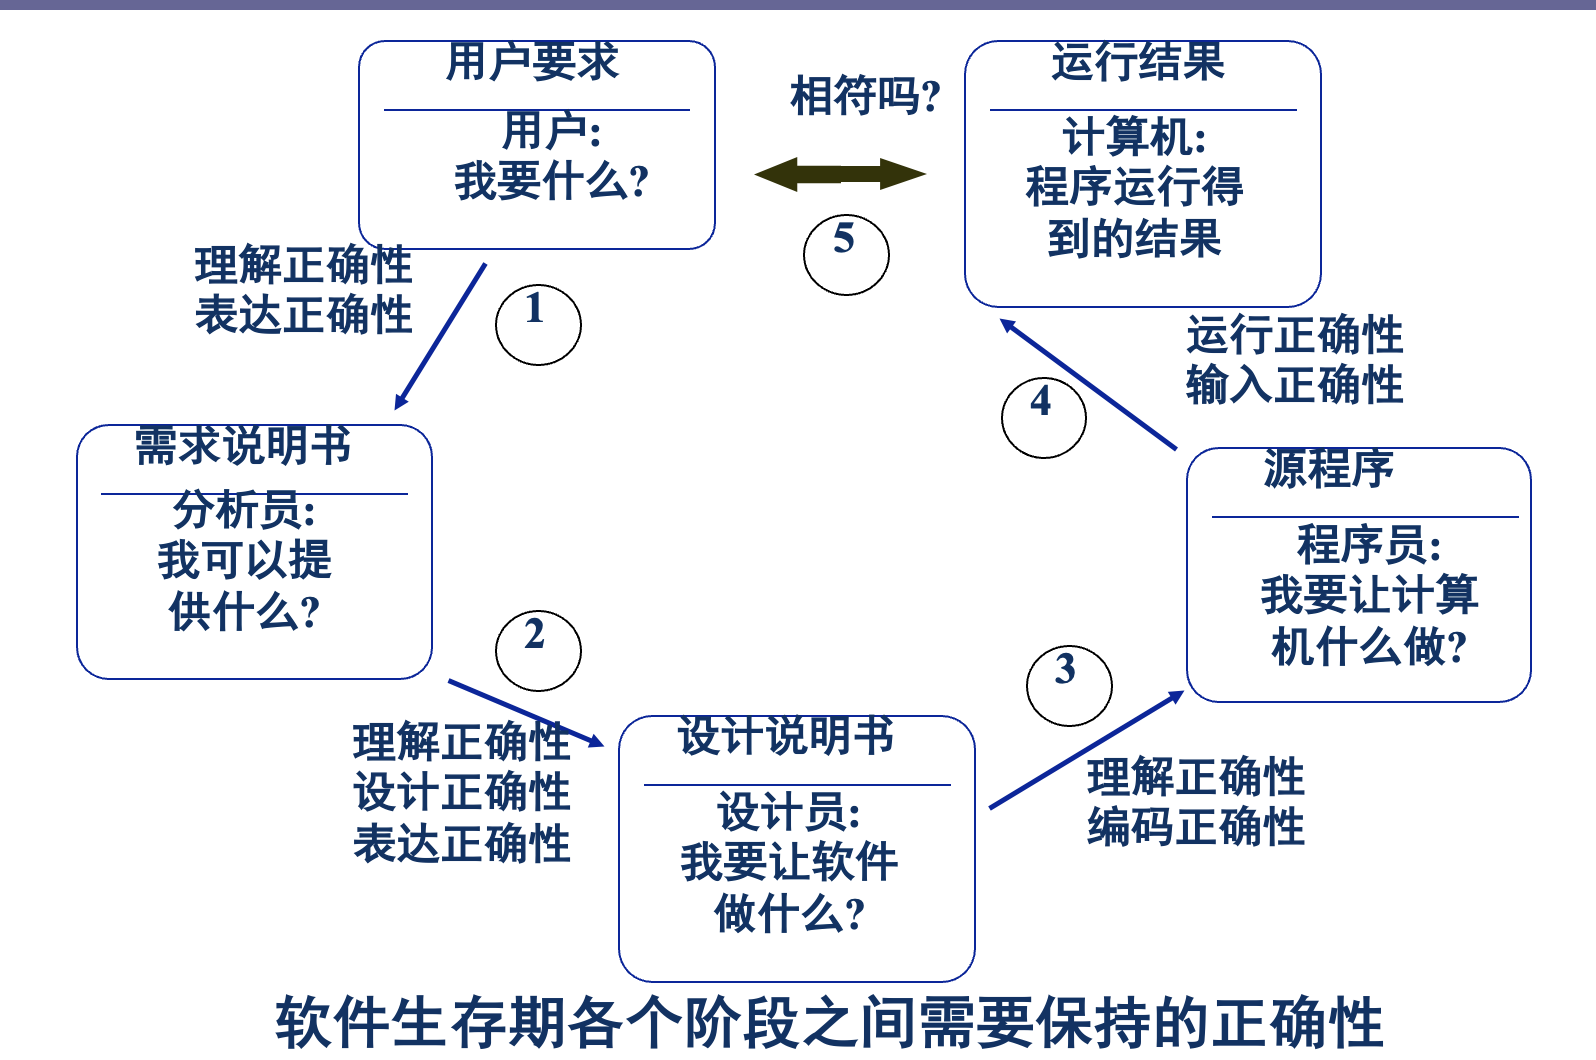 用户要求
用户:
我要什么?
相符吗?
5
运行结果
计算机:
程序运行得
到的结果
理解正确性
表达正确性
1
运行正确性
输入正确性
4
需求说明书
分析员:
我可以提
供什么?
源程序
程序员:
我要让计算
机什么做?
2
3
理解正确性
设计正确性
表达正确性
设计说明书
设计员:
我要让软件
做什么?
理解正确性
编码正确性
软件生存期各个阶段之间需要保持的正确性